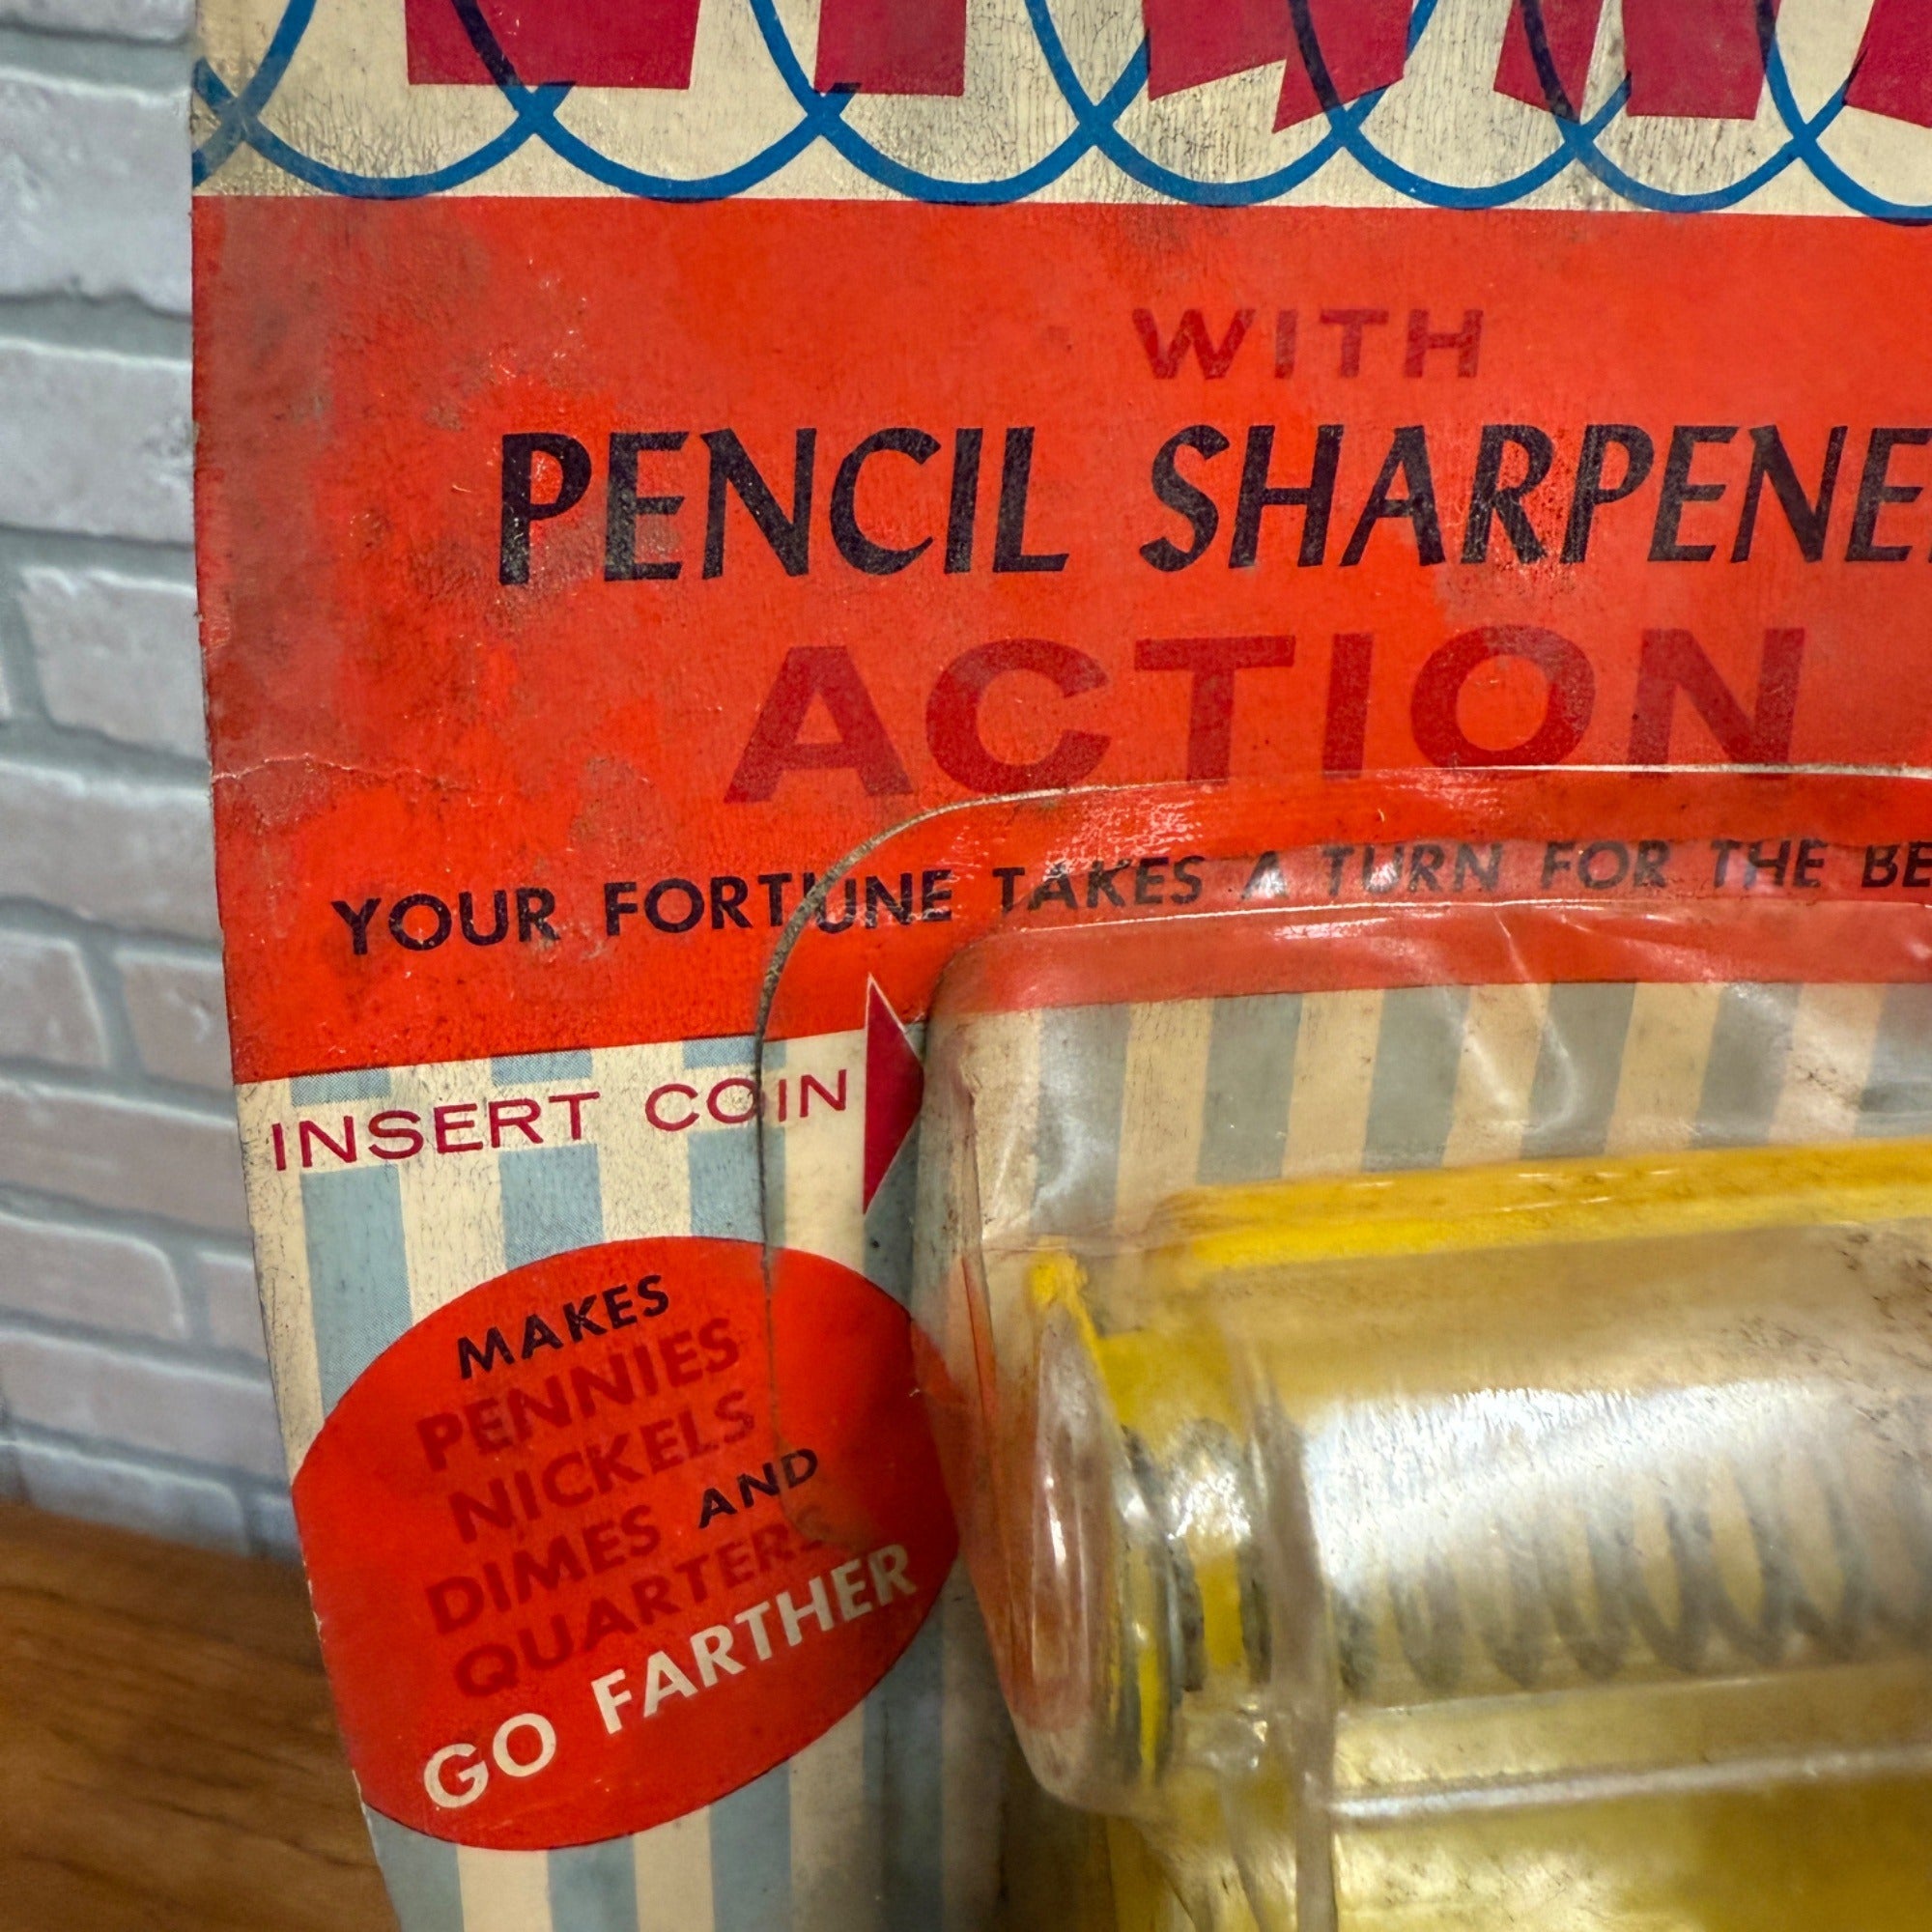 WITH
PENCIL SHARPENE
ACTION
YOUR FORTUNE TAKES A TURN FOR THE BE
INSERT COIN
MAKES
PENNIES
NICKELS
DIMES AND
QUARTERS
GO FARTHER